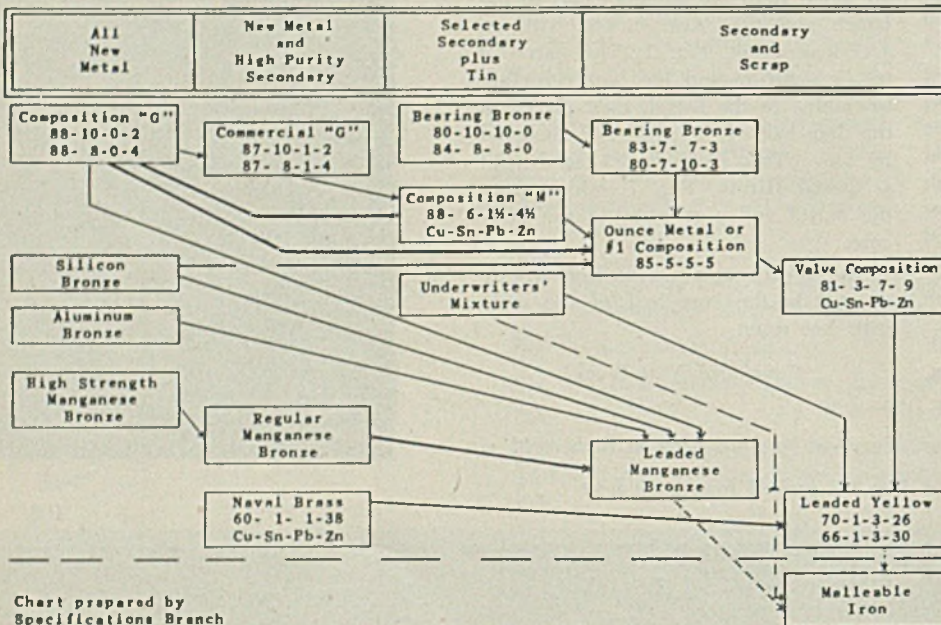 All
New
Metal
New Metal
and
High Purity
Secondary
Selected
Secondary
plus
Tin
Secondary
and
Scrap
Composition "G"
88-10-0-2
88- 8-0-4
Commercial "G"
87-10-1-2
87- 8-1-4
Bearing Bronze
80-10-10-0
84- 8- 8-0
Bearing Bronze
83-7- 7-3
80-7-10-3
Composition "M"
88- 6-1½-4½
Cu-Sn-Pb-Zn
Ounce Metal or
#1 Composition
85-5-5-5
Silicon
Bronze
Underwriters'
Mixture
Valve Composition
81- 3- 7- 9
Cu-Sn-Pb-Zn
Aluminum
Bronze
High Strength
Manganese
Bronze
Regular
Manganese
Bronze
Leaded
Manganese
Bronze
Naval Brass
60- 1- 1-38
Cu-Sn-Pb-Zn
Leaded Yellow
70-1-3-26
66-1-3-30
Malleable
Iron
Chart prepared by
Specifications Branch